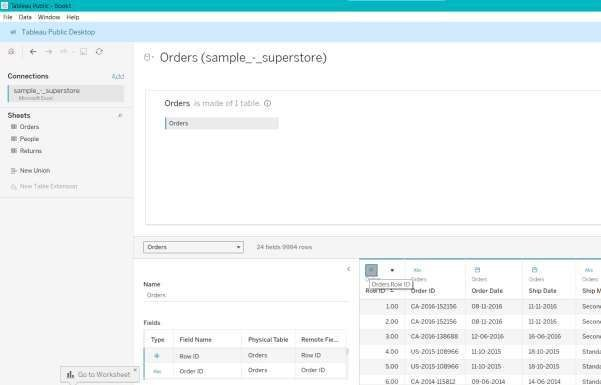 Tableau Public - Book1
File Data Window Help
Tableau Public Desktop
Connections Add
sample_-_superstore
Microsoft Excel
Sheets
Orders
People
Returns
New Union
New Table Extension
Orders (sample_-_superstore)
Orders is made of 1 table.
Orders
Orders 24 fields 9994 rows
Name
Orders
Fields
Type Field Name Physical Table Remote Fie...
Row ID Orders Row ID
Abc Order ID Orders Order ID
Abc Abc
Orders Orders Orders Orders
Orders Row ID
Row ID Order ID Order Date Ship Date Ship M
1.00 CA-2016-152156 08-11-2016 11-11-2016 Second
2.00 CA-2016-152156 08-11-2016 11-11-2016 Second
3.00 CA-2016-138688 12-06-2016 16-06-2016 Second
4.00 US-2015-108966 11-10-2015 18-10-2015 Standa
5.00 US-2015-108966 11-10-2015 18-10-2015 Standa
6.00 CA-2014-115812 09-06-2014 14-06-2014 Standa
Go to Worksheet